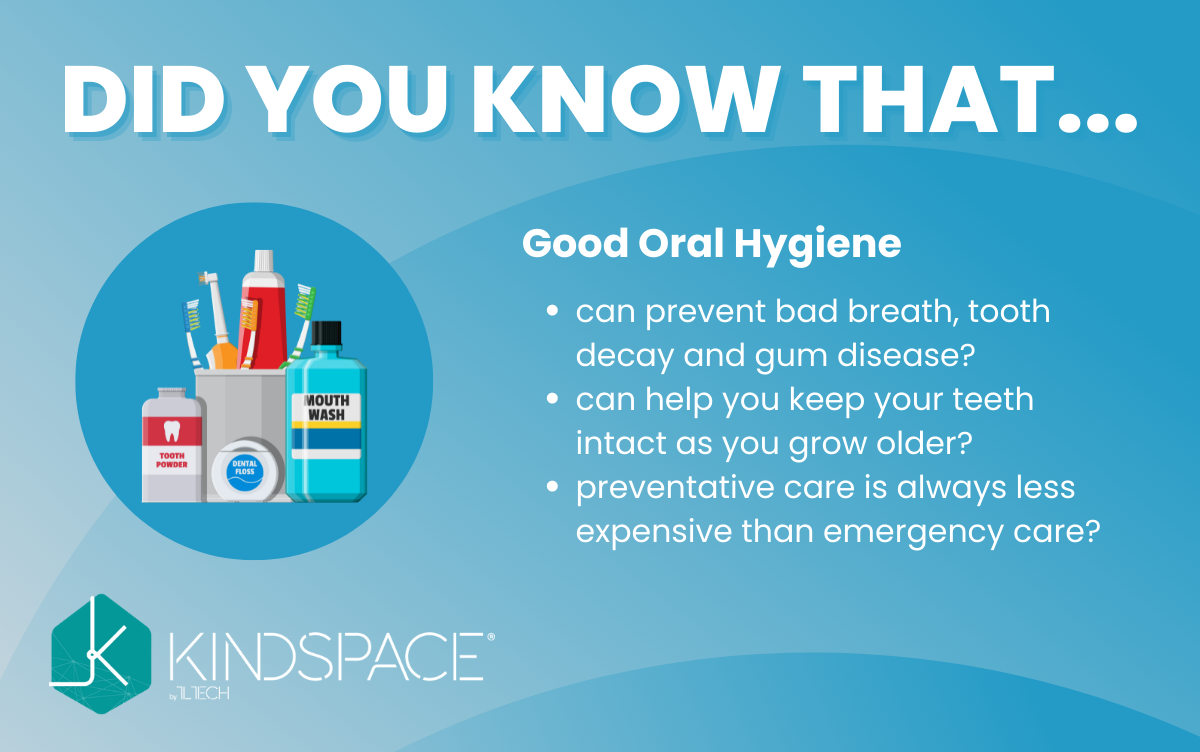 DID YOU KNOW THAT...
Good Oral Hygiene
• can prevent bad breath, tooth
decay and gum disease?
• can help you keep your teeth
intact as you grow older?
• preventative care is always less
expensive than emergency care?
MOUTH
WASH
TOOTH
POWDER
DENTAL
FLOSS
KINDSPACE®
by TLTECH